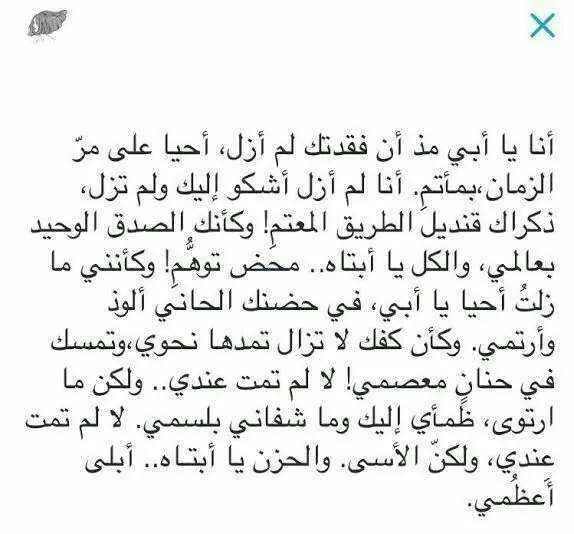 أنا يا أبي مذ أن فقدتك لم أزل، أحيا على مرّ
الزمان،بمأتمِ. أنا لم أزل أشكو إليك ولم تزل،
ذكراك قنديلَ الطريق المعتمِ! وكأنك الصدق الوحيد
بعالمي، والكل يا أبتاه.. محَض توهُّمِ! وكأنني ما
زلتُ أحيا يا أبي، في حضنك الحاني ألوذ
وأرتمي. وكأن كفك لا تزال تمدها نحوي،وتمسك
في حنانٍ معصمي! لا لم تمت عندي.. ولكن ما
ارتوى، ظمأي إليك وما شفاني بلسمي. لا لم تمت
عندي، ولكنّ الأسى. والحزن يا أبتـاه.. أبلى
أَعظُمي.